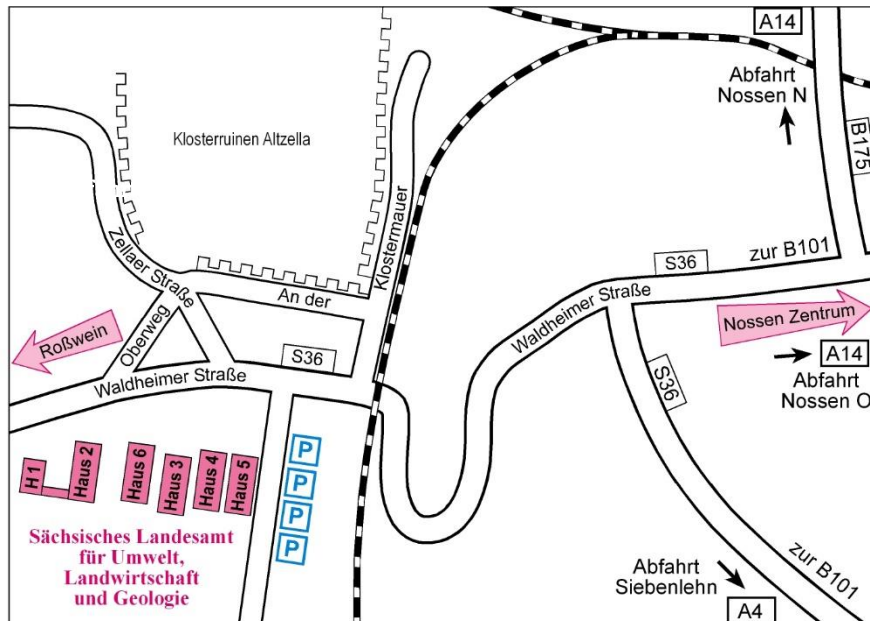 A14
Abfahrt
Nossen N
B175
Klosterruinen Altzella
Klostermauer
Zellaer Straße
An der
zur B101
S36
Waldheimer Straße
Nossen Zentrum
Roßwein
Oberweg
S36
A14
Abfahrt
Nossen O
Waldheimer Straße
S36
H 1
Haus 2
Haus 6
Haus 3
Haus 4
Haus 5
P
P
P
P
Sächsisches Landesamt
für Umwelt,
Landwirtschaft
und Geologie
zur B101
Abfahrt
Siebenlehn
A4